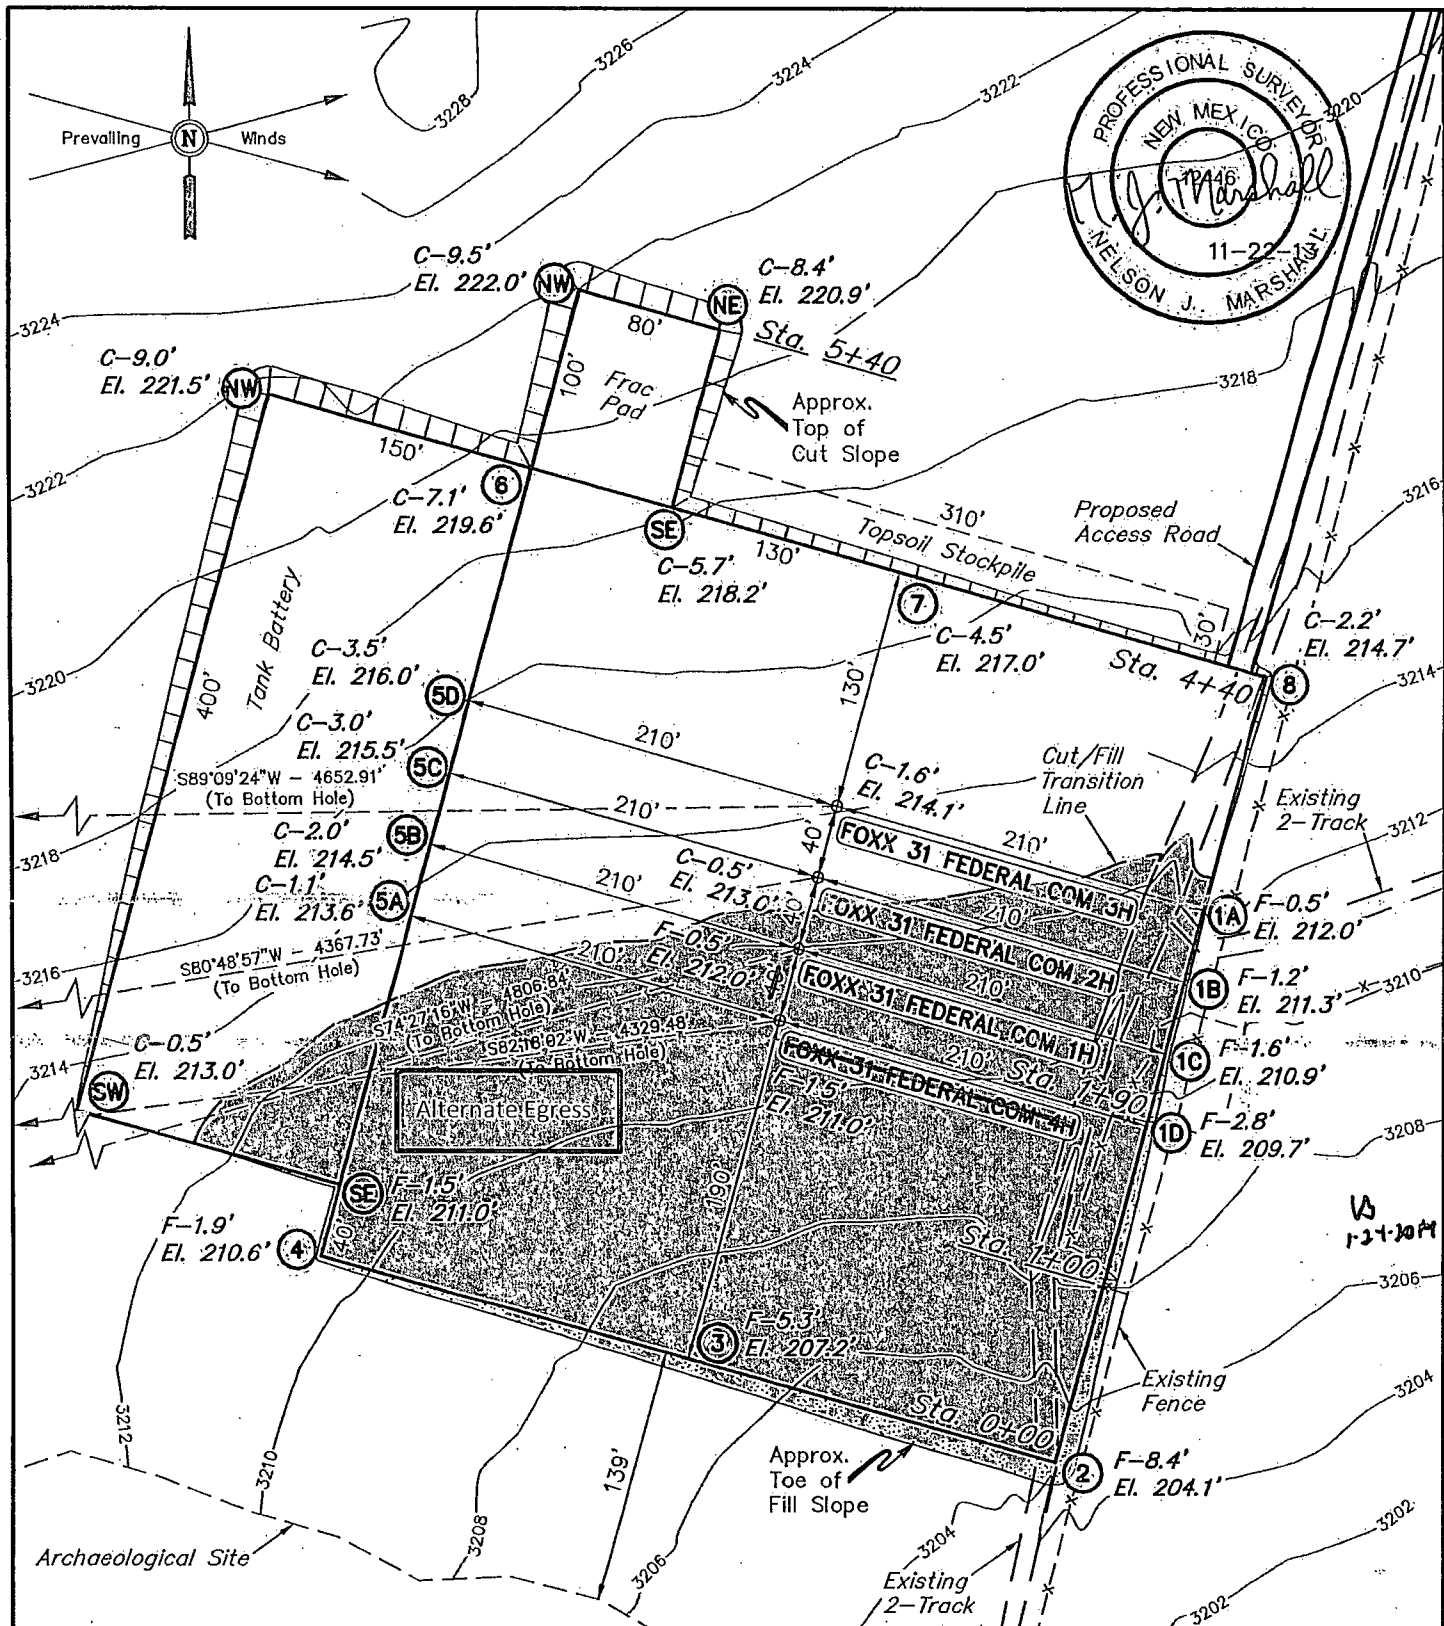 3226
3224
3222
3220
3228
PROFESSIONAL SURVEYOR
NEW MEXICO
N.J. Marshall
11-22-1
NELSON J. MARSHALL
Prevailing
N
Winds
C-9.5'
El. 222.0'
NW
C-8.4'
El. 220.9'
NE
Sta. 5+40
80'
100'
Frac
Pad
3224
C-9.0'
El. 221.5'
NW
150'
Approx.
Top of
Cut Slope
3218
3222
C-7.1'
El. 219.6'
6
SE
C-5.7'
El. 218.2'
130'
310'
Topsoil Stockpile
Proposed
Access Road
3216
30'
7
C-4.5'
El. 217.0'
C-2.2'
El. 214.7'
8
Sta. 4+40
3214
Tank Battery
400'
3220
C-3.5'
El. 216.0'
5D
130'
C-3.0'
El. 215.5'
5C
210'
C-1.6'
El. 214.1'
Cut/Fill
Transition
Line
S89°09'24"W - 4652.91'
(To Bottom Hole)
Existing
2-Track
3212
C-2.0'
El. 214.5'
5B
210'
40'
FOXX 31 FEDERAL COM 3H
210'
3218
C-1.1'
El. 213.6'
5A
210'
C-0.5'
El. 213.0'
40'
FOXX 31 FEDERAL COM 2H
210'
1A
F-0.5'
El. 212.0'
3216
S80°48'57"W - 4367.73'
(To Bottom Hole)
210'
F-0.5'
El. 212.0'
40'
FOXX 31 FEDERAL COM 1H
210'
1B
F-1.2'
El. 211.3'
3210
S74°27'16"W - 4806.84'
(To Bottom Hole)
S82°18'02"W - 4329.48'
(To Bottom Hole)
FOXX 31 FEDERAL COM 4H
210'
Sta. 1+90
1C
F-1.6'
El. 210.9'
3214
C-0.5'
El. 213.0'
SW
Alternate Egress
F-1.5'
El. 211.0'
1D
F-2.8'
El. 209.7'
3208
SE
F-1.5'
El. 211.0'
190'
F-1.9'
El. 210.6'
4
40'
Sta. 1+00
1-24-20PM
3206
3
F-5.3'
El. 207.2'
Sta. 0+00
Existing
Fence
3204
3212
3210
139'
Approx.
Toe of
Fill Slope
2
F-8.4'
El. 204.1'
3208
3206
3204
3202
Archaeological Site
Existing
2-Track
3202